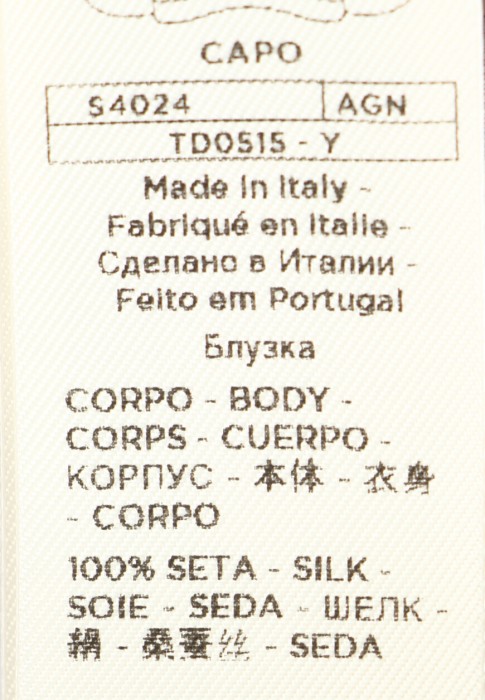 CAPO
S4024 AGN
TD0515 - Y
Made in Italy -
Fabriqué en Italie -
Сделано в Италии -
Feito em Portugal
Блузка
CORPO - BODY -
CORPS - CUERPO -
КОРПУС - 本体 - 衣身
- CORPO
100% SETA - SILK -
SOIE - SEDA - ШЕЛК -
絹 - 桑蚕丝 - SEDA